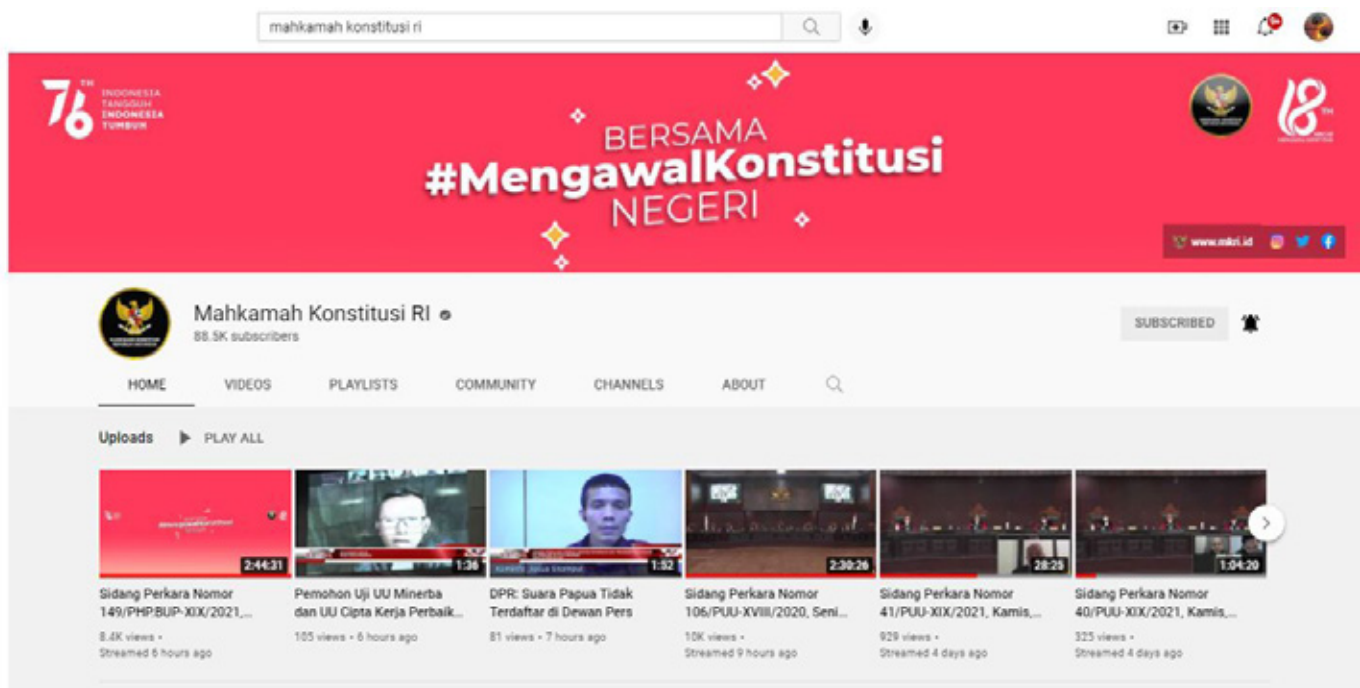 mahkamah konstitusi ri
9+
76 TH
INDONESIA
TANGGUH
INDONESIA
TUMBUH
BERSAMA
#MengawalKonstitusi
NEGERI
18 TH
www.mkri.id
Mahkamah Konstitusi RI
88.5K subscribers
SUBSCRIBED
HOME VIDEOS PLAYLISTS COMMUNITY CHANNELS ABOUT
Uploads PLAY ALL
2:44:31 1:36 1:52 2:30:26 28:25 1:04:20
Sidang Perkara Nomor
149/PHP.BUP-XIX/2021,...
8.4K views •
Streamed 6 hours ago
Pemohon Uji UU Minerba
dan UU Cipta Kerja Perbaik...
105 views • 6 hours ago
DPR: Suara Papua Tidak
Terdaftar di Dewan Pers
81 views • 7 hours ago
Sidang Perkara Nomor
106/PUU-XVIII/2020, Seni...
10K views •
Streamed 9 hours ago
Sidang Perkara Nomor
41/PUU-XIX/2021, Kamis,...
929 views •
Streamed 4 days ago
Sidang Perkara Nomor
40/PUU-XIX/2021, Kamis,...
325 views •
Streamed 4 days ago